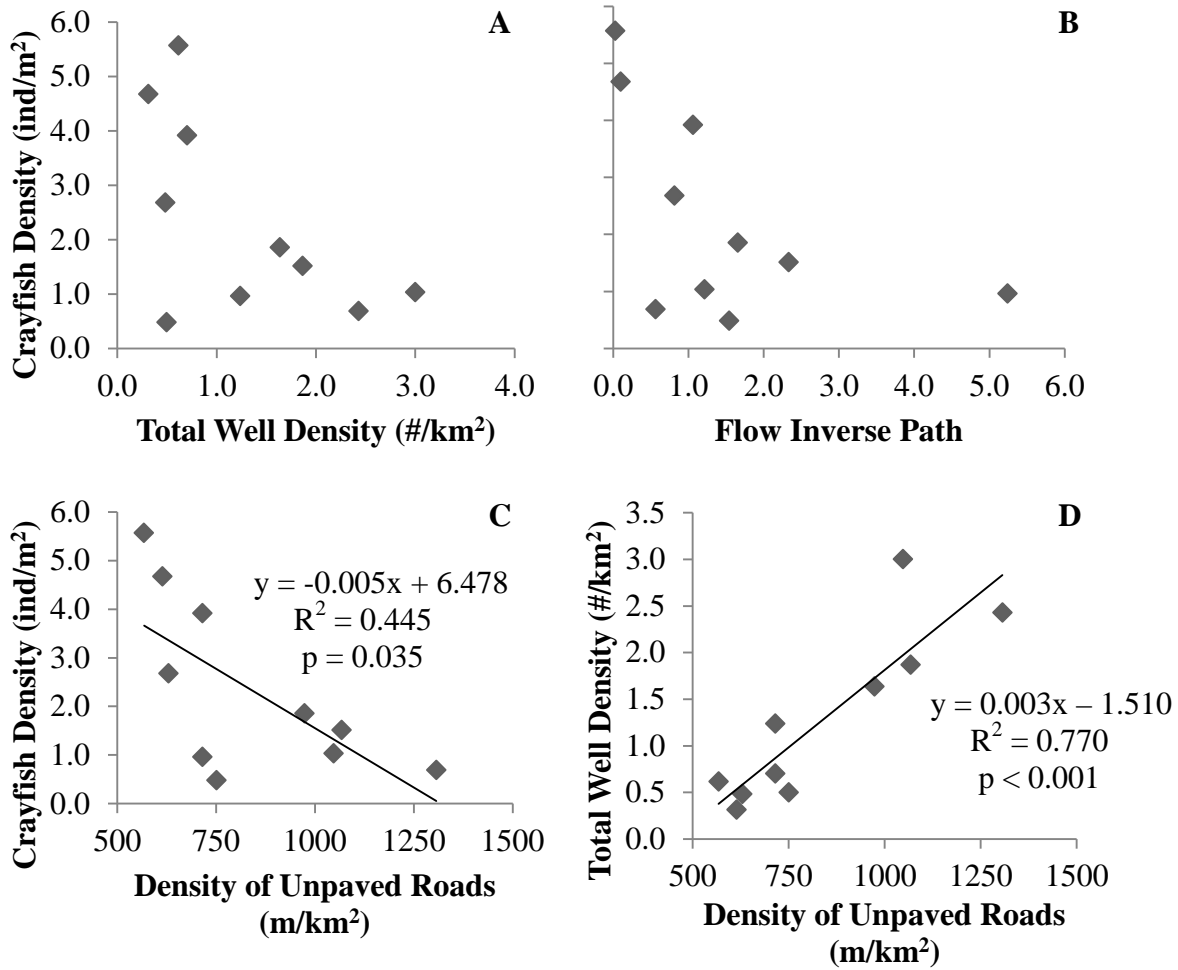 A
Crayfish Density (ind/m²)
6.0
5.0
4.0
3.0
2.0
1.0
0.0
0.0 1.0 2.0 3.0 4.0
Total Well Density (#/km²)
B
0.0 1.0 2.0 3.0 4.0 5.0 6.0
Flow Inverse Path
C
Crayfish Density (ind/m²)
6.0
5.0
4.0
3.0
2.0
1.0
0.0
y = -0.005x + 6.478
R² = 0.445
p = 0.035
500 750 1000 1250 1500
Density of Unpaved Roads
(m/km²)
D
Total Well Density (#/km²)
3.5
3.0
2.5
2.0
1.5
1.0
0.5
0.0
y = 0.003x – 1.510
R² = 0.770
p < 0.001
500 750 1000 1250 1500
Density of Unpaved Roads
(m/km²)